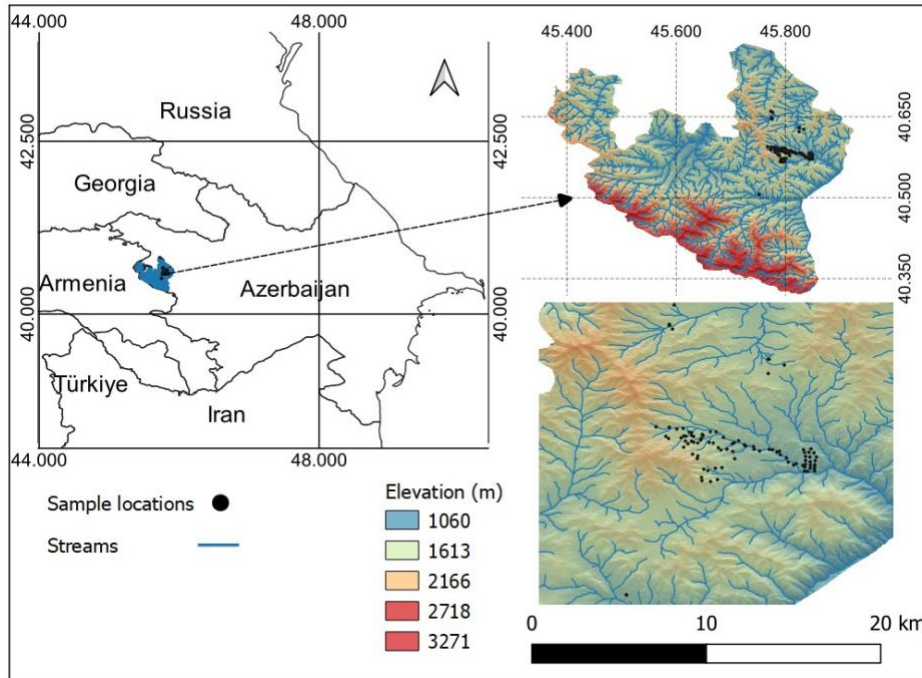 44.000
48.000
45.400
45.600
45.800
Russia
42.500
42.500
40.650
Georgia
40.500
Armenia
Azerbaijan
40.350
40.000
40.000
Türkiye
Iran
44.000
48.000
Sample locations
Streams
Elevation (m)
1060
1613
2166
2718
3271
0
10
20 km